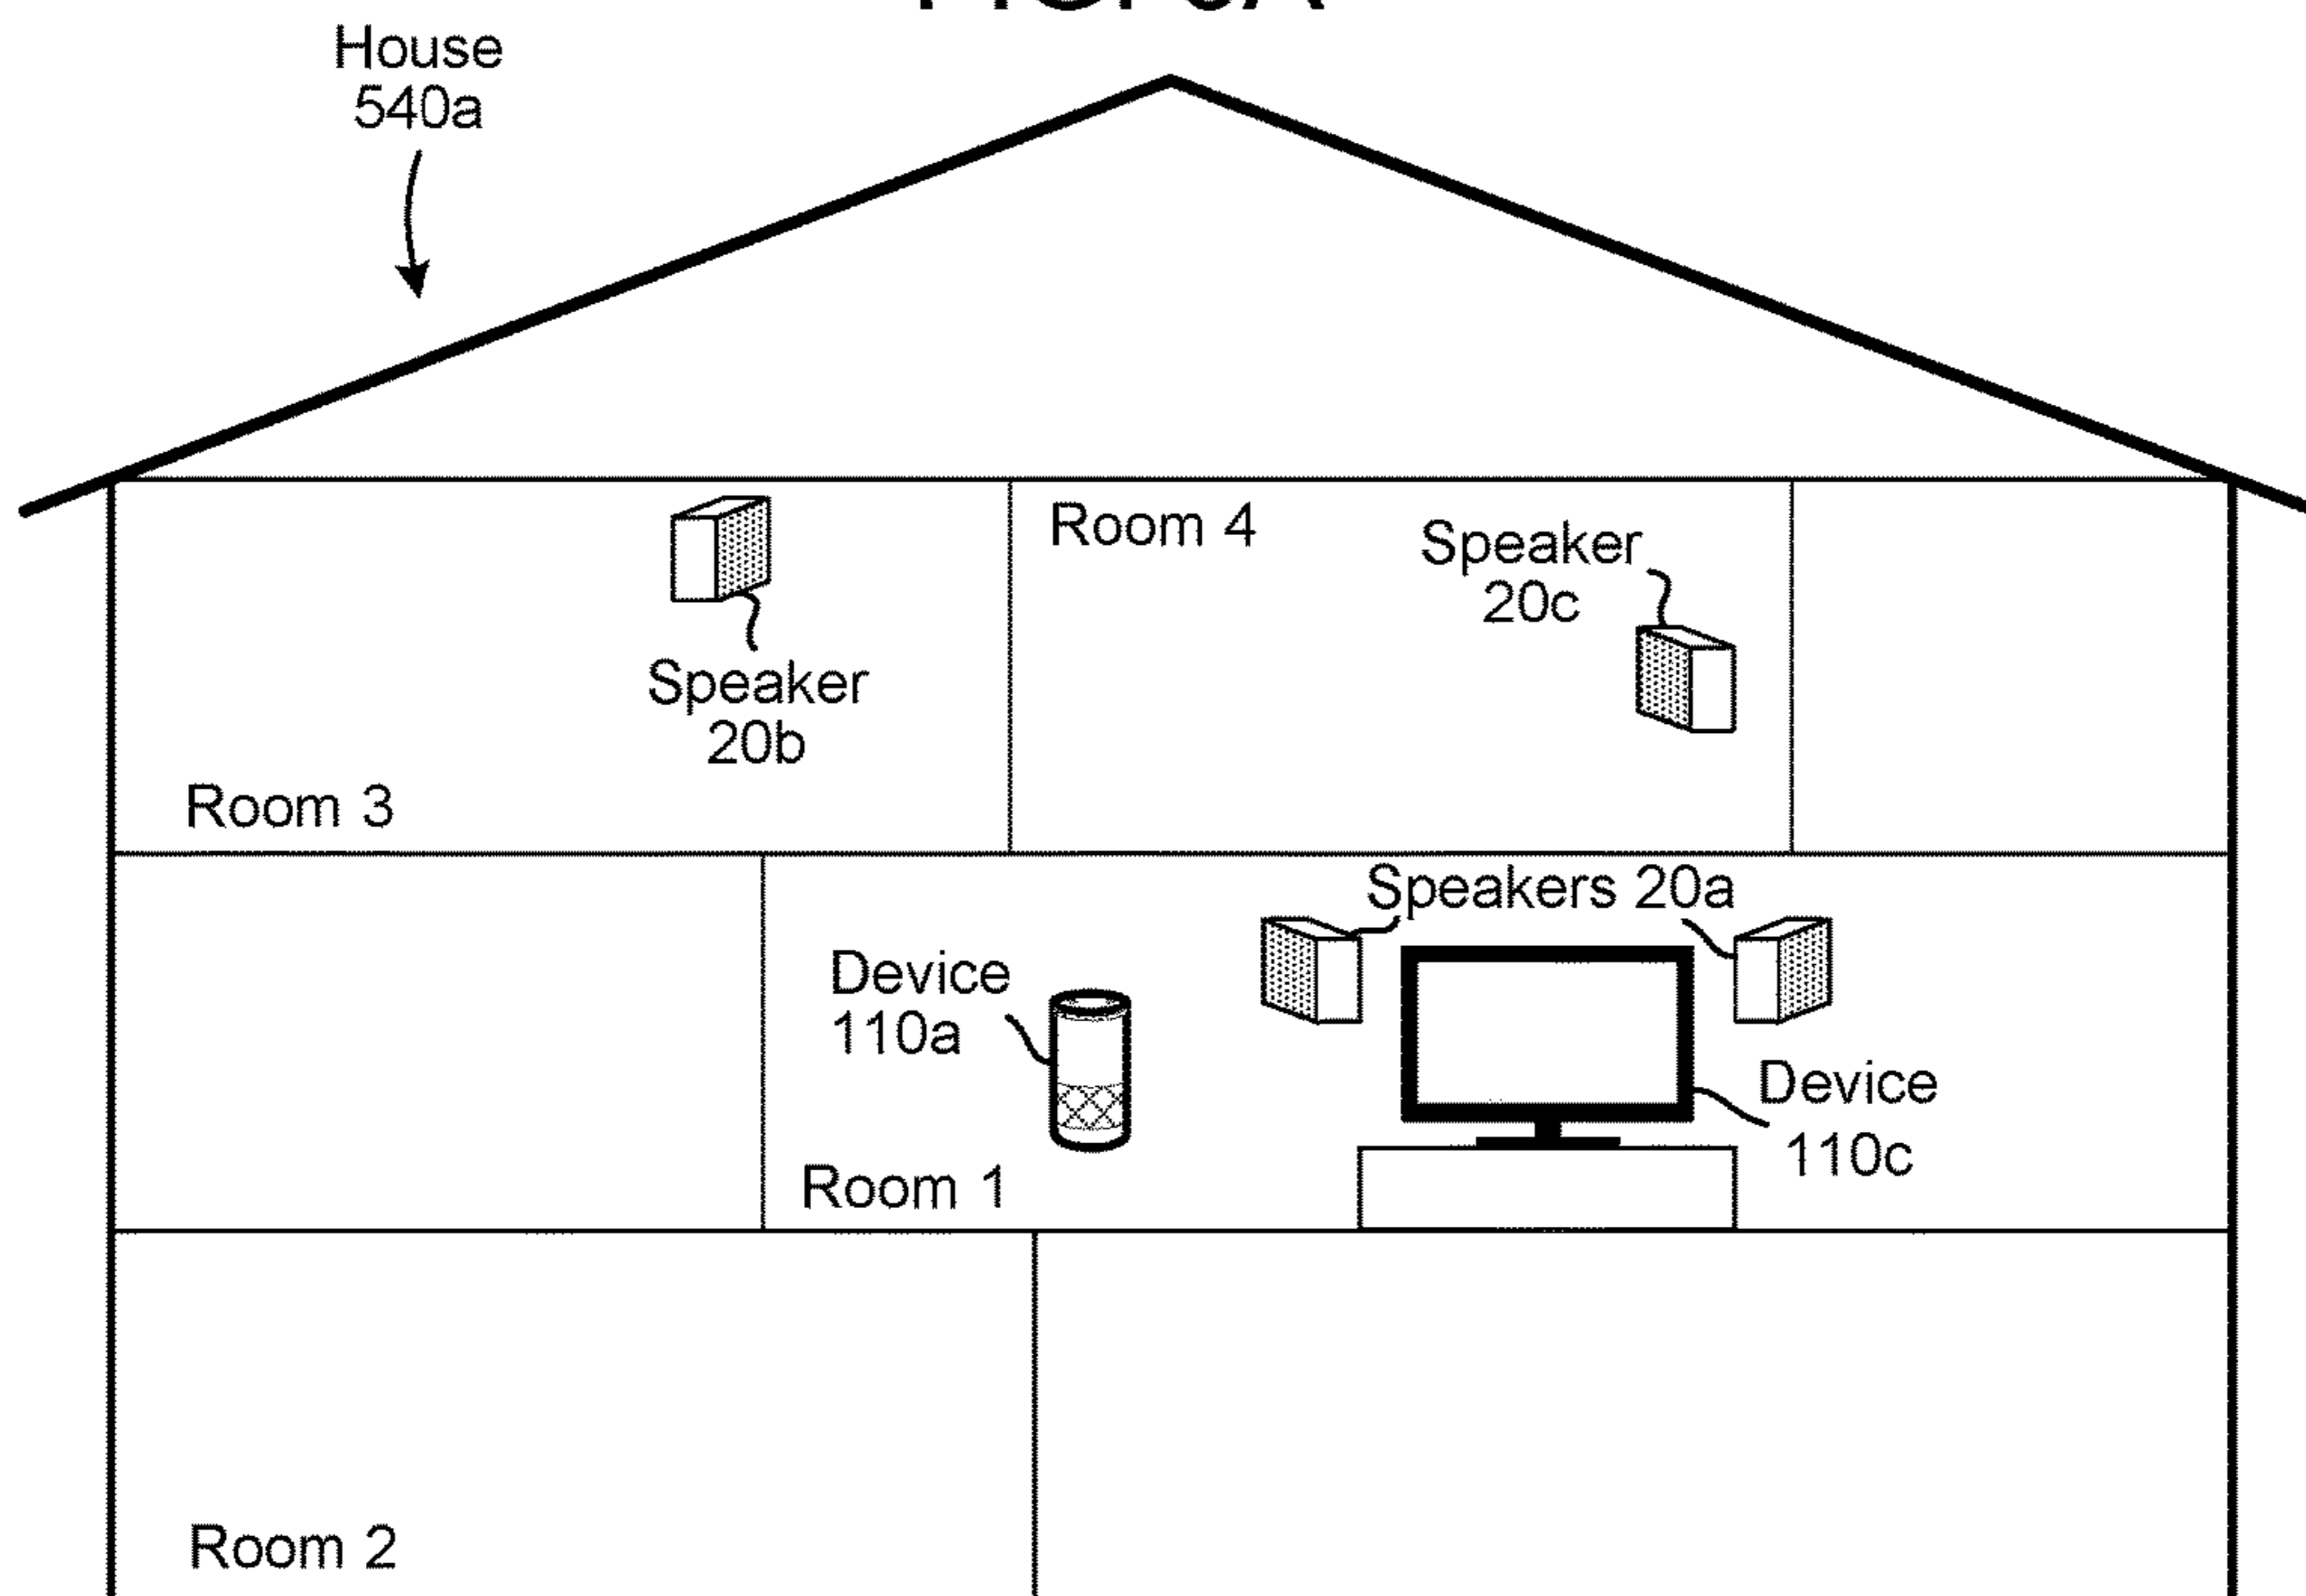 House
540a
Room 4
Speaker
20c
Speaker
20b
Room 3
Speakers 20a
Device
110a
Device
110c
Room 1
Room 2